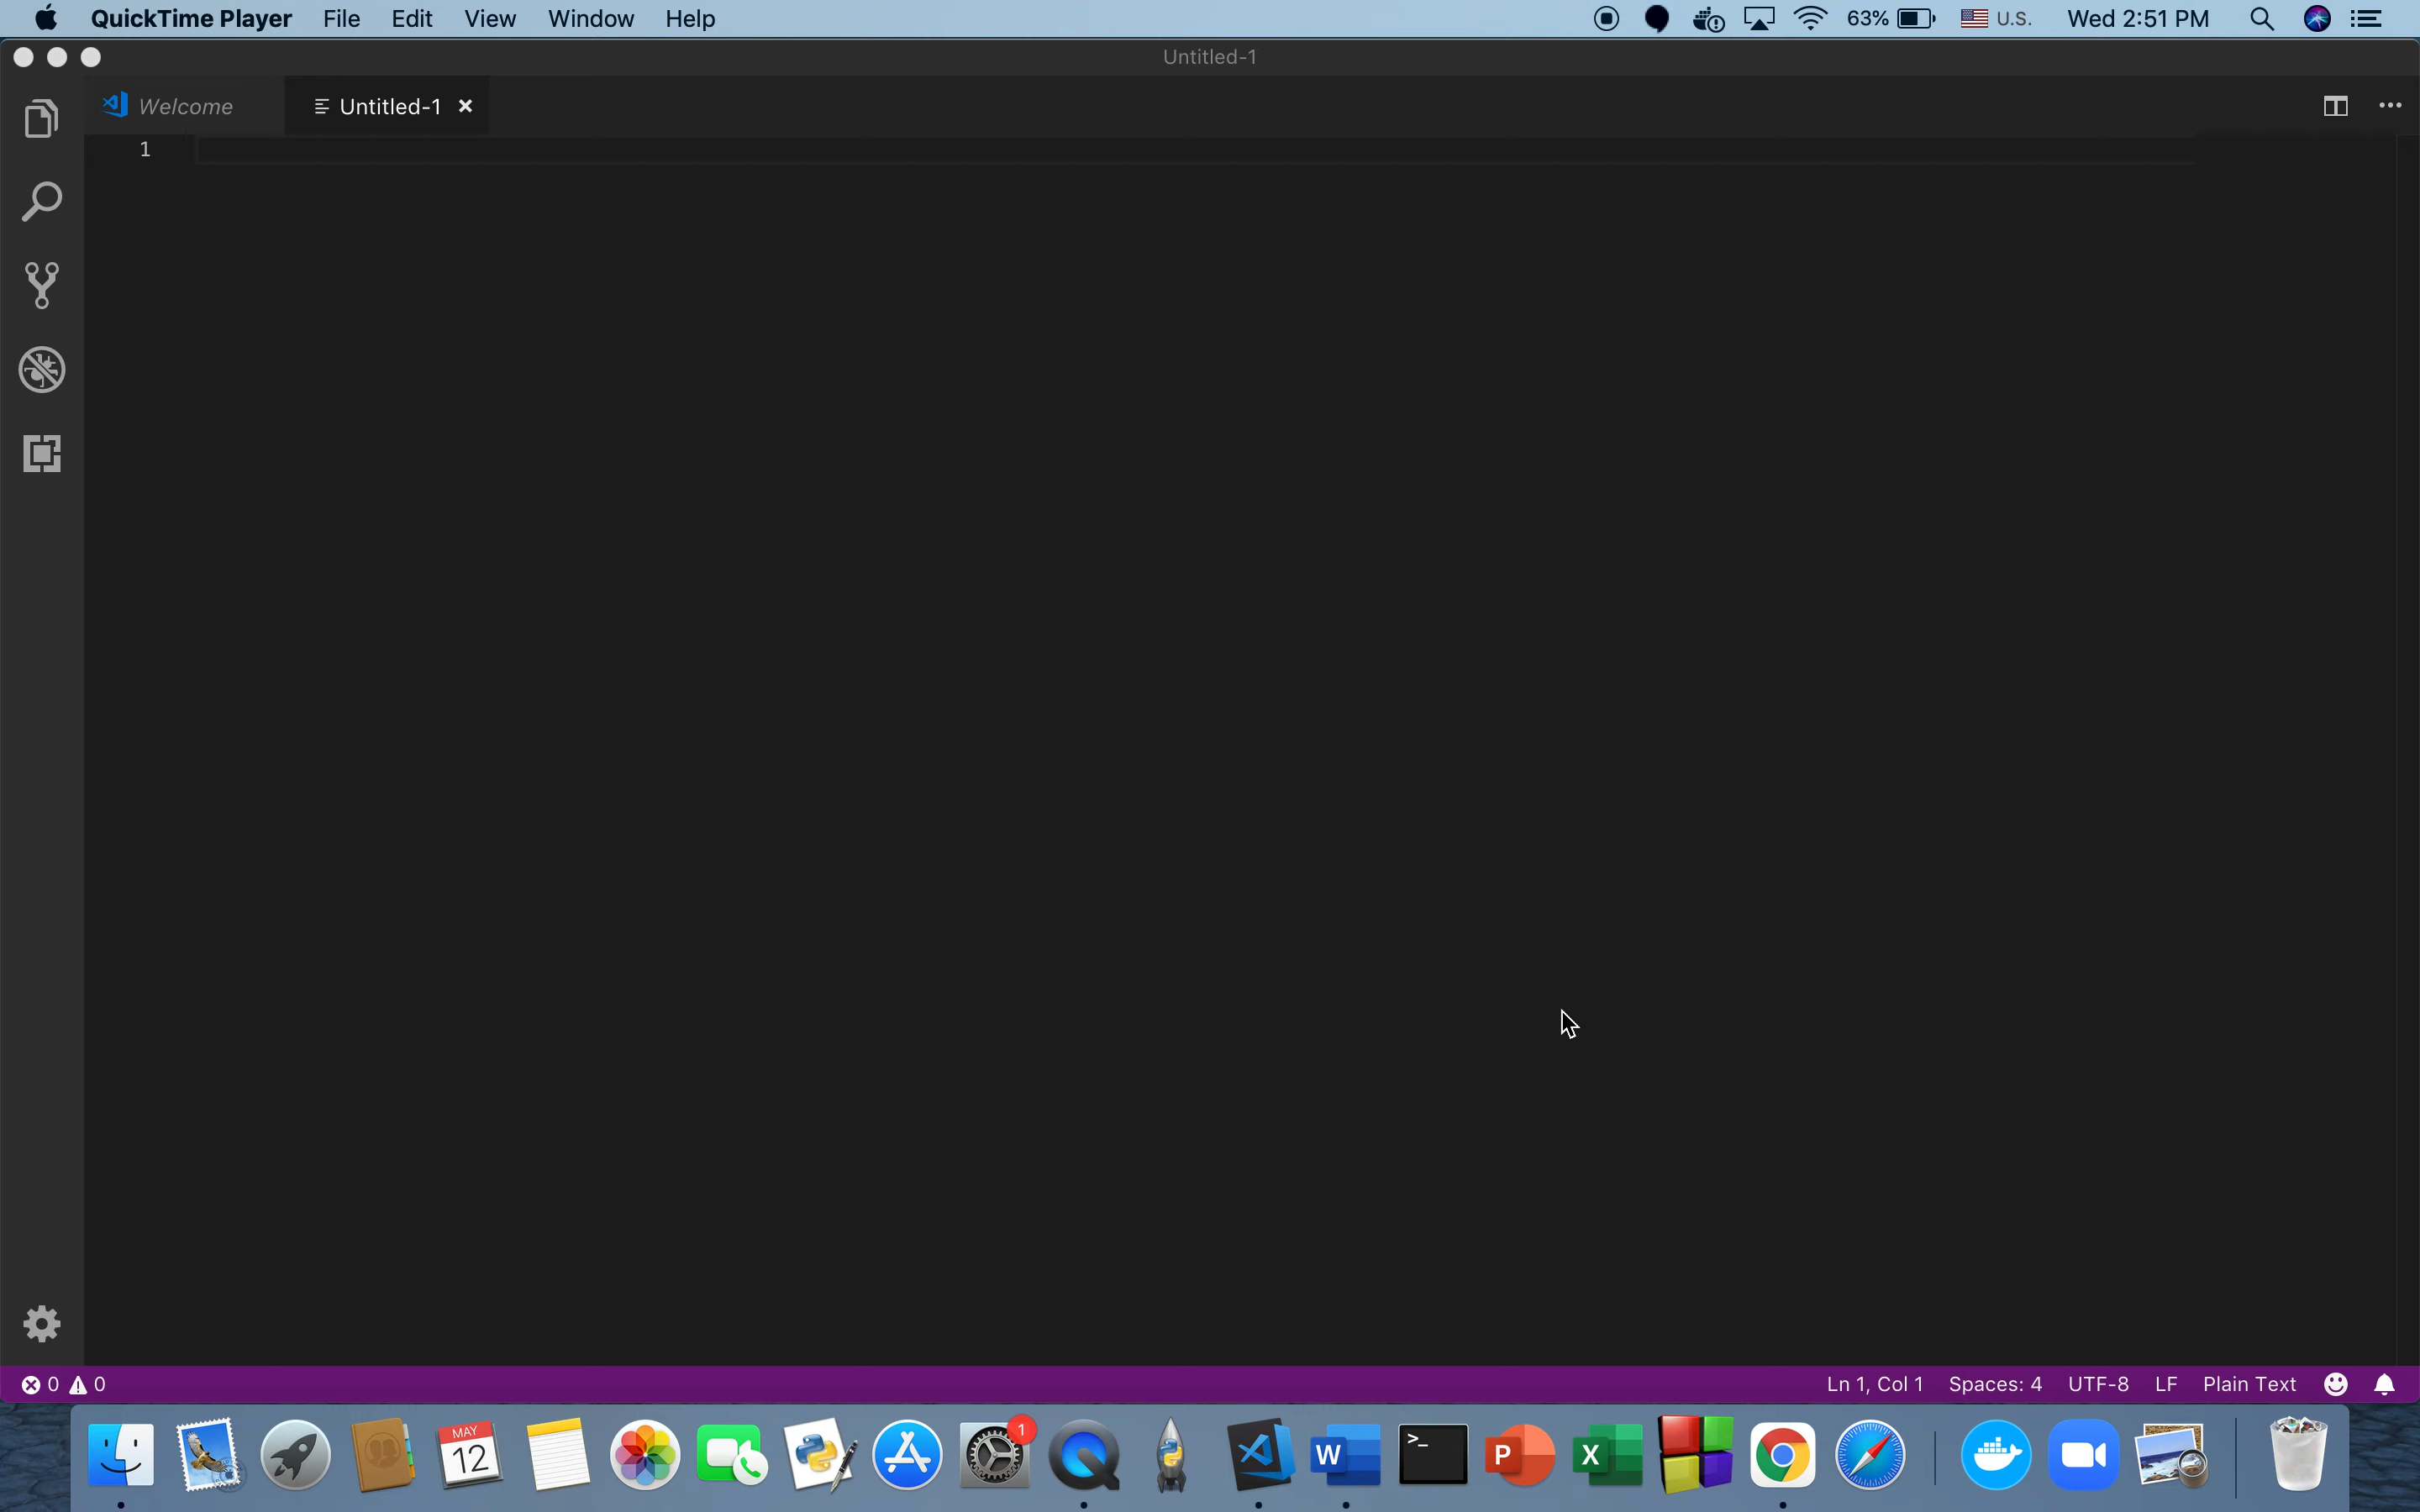 QuickTime Player File Edit View Window Help 63% U.S. Wed 2:51 PM
Untitled-1
Welcome Untitled-1
1
0 0 Ln 1, Col 1 Spaces: 4 UTF-8 LF Plain Text
MAY
12
1
W
>_
P
X